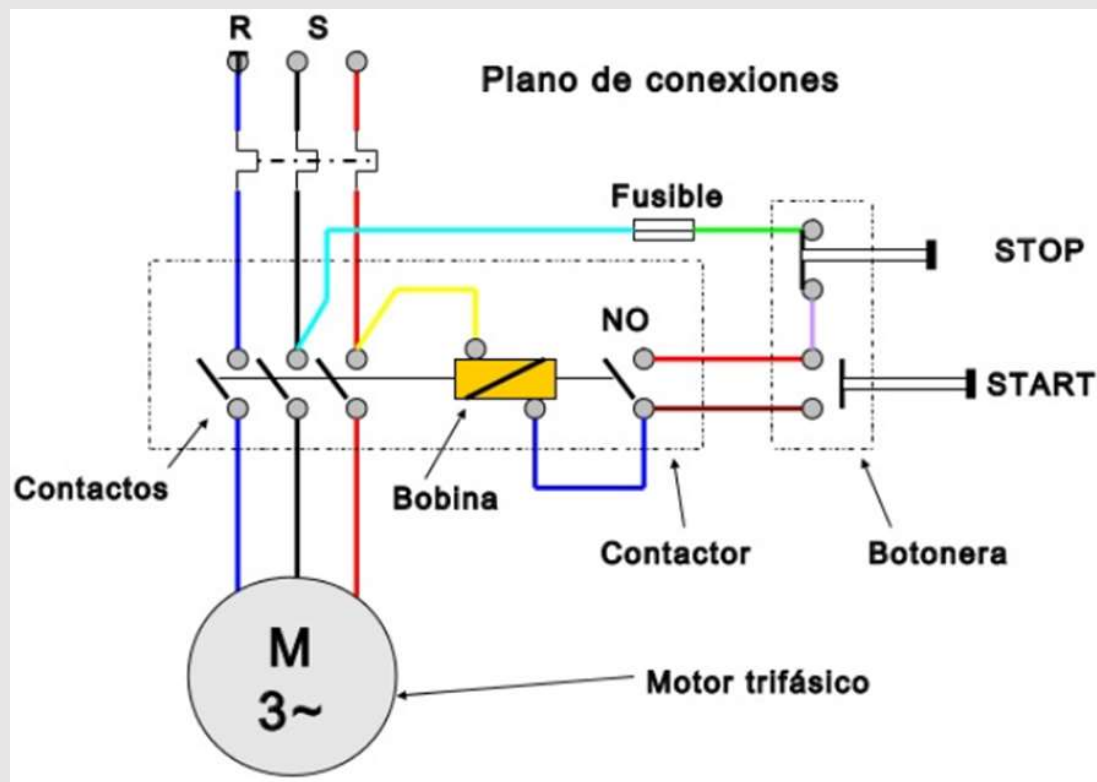 R S
Plano de conexiones
Fusible
STOP
NO
START
Contactos
Bobina
Contactor
Botonera
M
3~
Motor trifásico